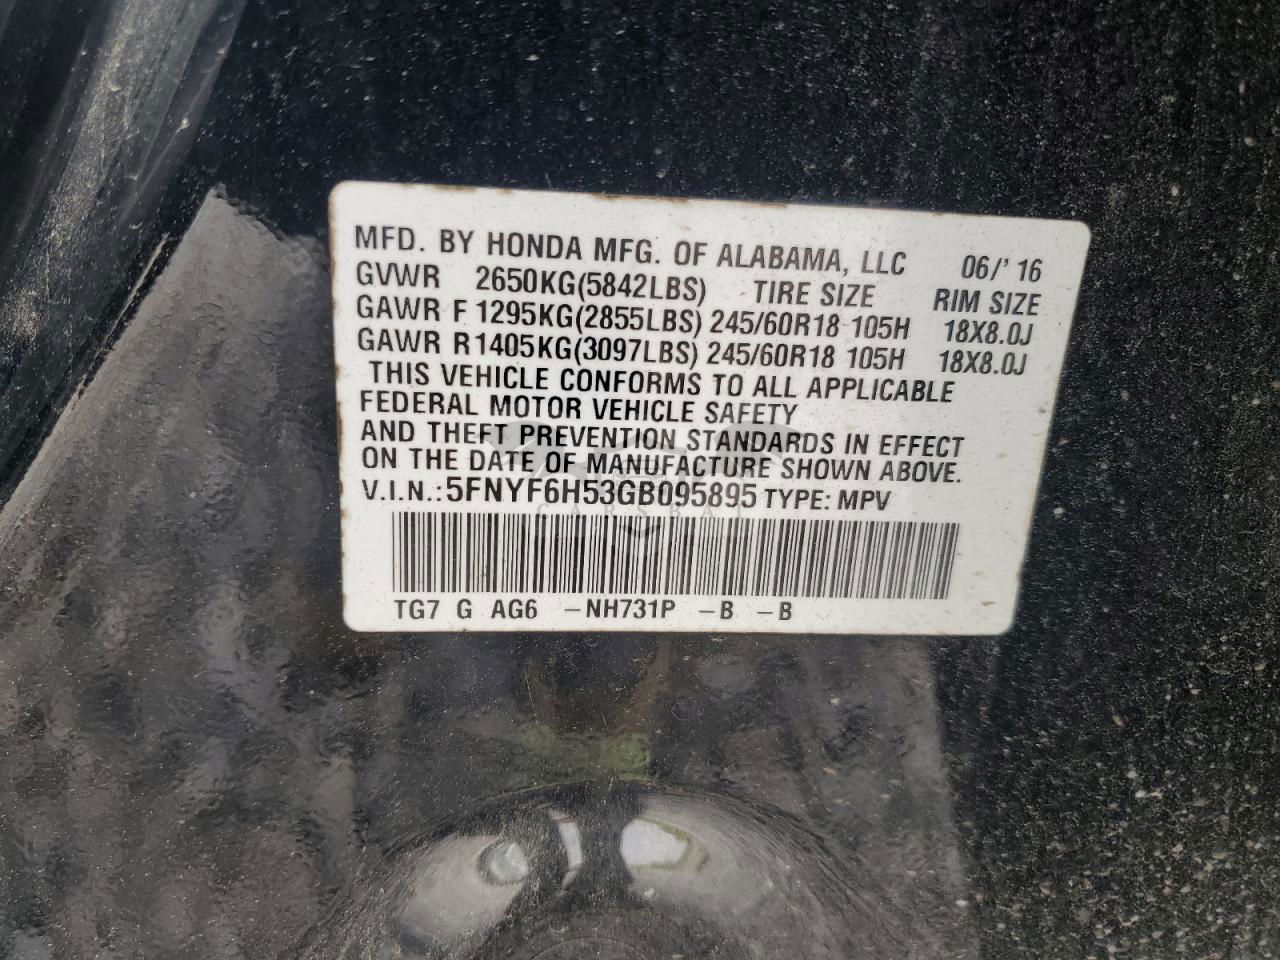 MFD. BY HONDA MFG. OF ALABAMA, LLC 06/'16
GVWR 2650KG(5842LBS) TIRE SIZE RIM SIZE
GAWR F 1295KG(2855LBS) 245/60R18 105H 18X8.0J
GAWR R 1405KG(3097LBS) 245/60R18 105H 18X8.0J
THIS VEHICLE CONFORMS TO ALL APPLICABLE
FEDERAL MOTOR VEHICLE SAFETY
AND THEFT PREVENTION STANDARDS IN EFFECT
ON THE DATE OF MANUFACTURE SHOWN ABOVE.
V.I.N.:5FNYF6H53GB095895 TYPE: MPV
TG7 G AG6 -NH731P -B -B